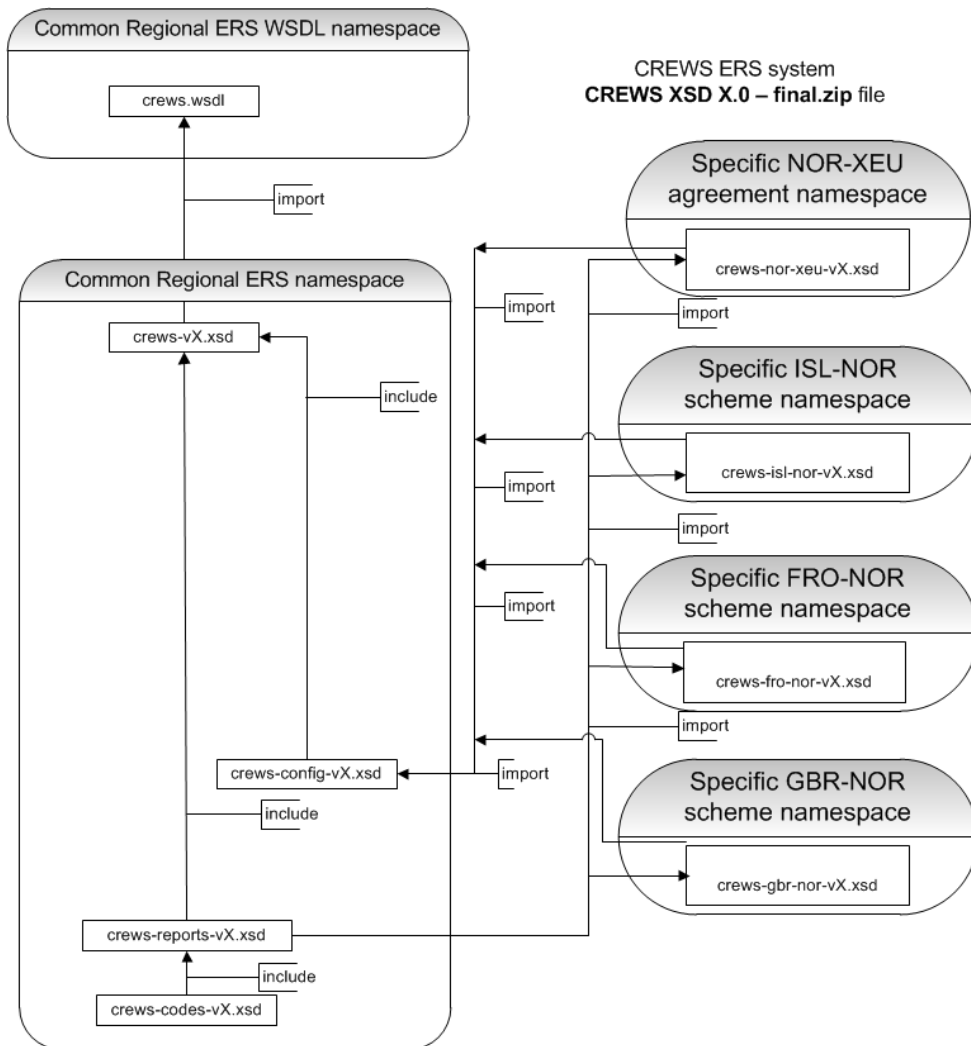 Common Regional ERS WSDL namespace
crews.wsdl
CREWS ERS system
CREWS XSD X.0 – final.zip file
import
Common Regional ERS namespace
crews-vX.xsd
include
crews-config-vX.xsd
include
crews-reports-vX.xsd
include
crews-codes-vX.xsd
import
import
import
import
Specific NOR-XEU
agreement namespace
crews-nor-xeu-vX.xsd
import
Specific ISL-NOR
scheme namespace
crews-isl-nor-vX.xsd
import
Specific FRO-NOR
scheme namespace
crews-fro-nor-vX.xsd
import
Specific GBR-NOR
scheme namespace
crews-gbr-nor-vX.xsd